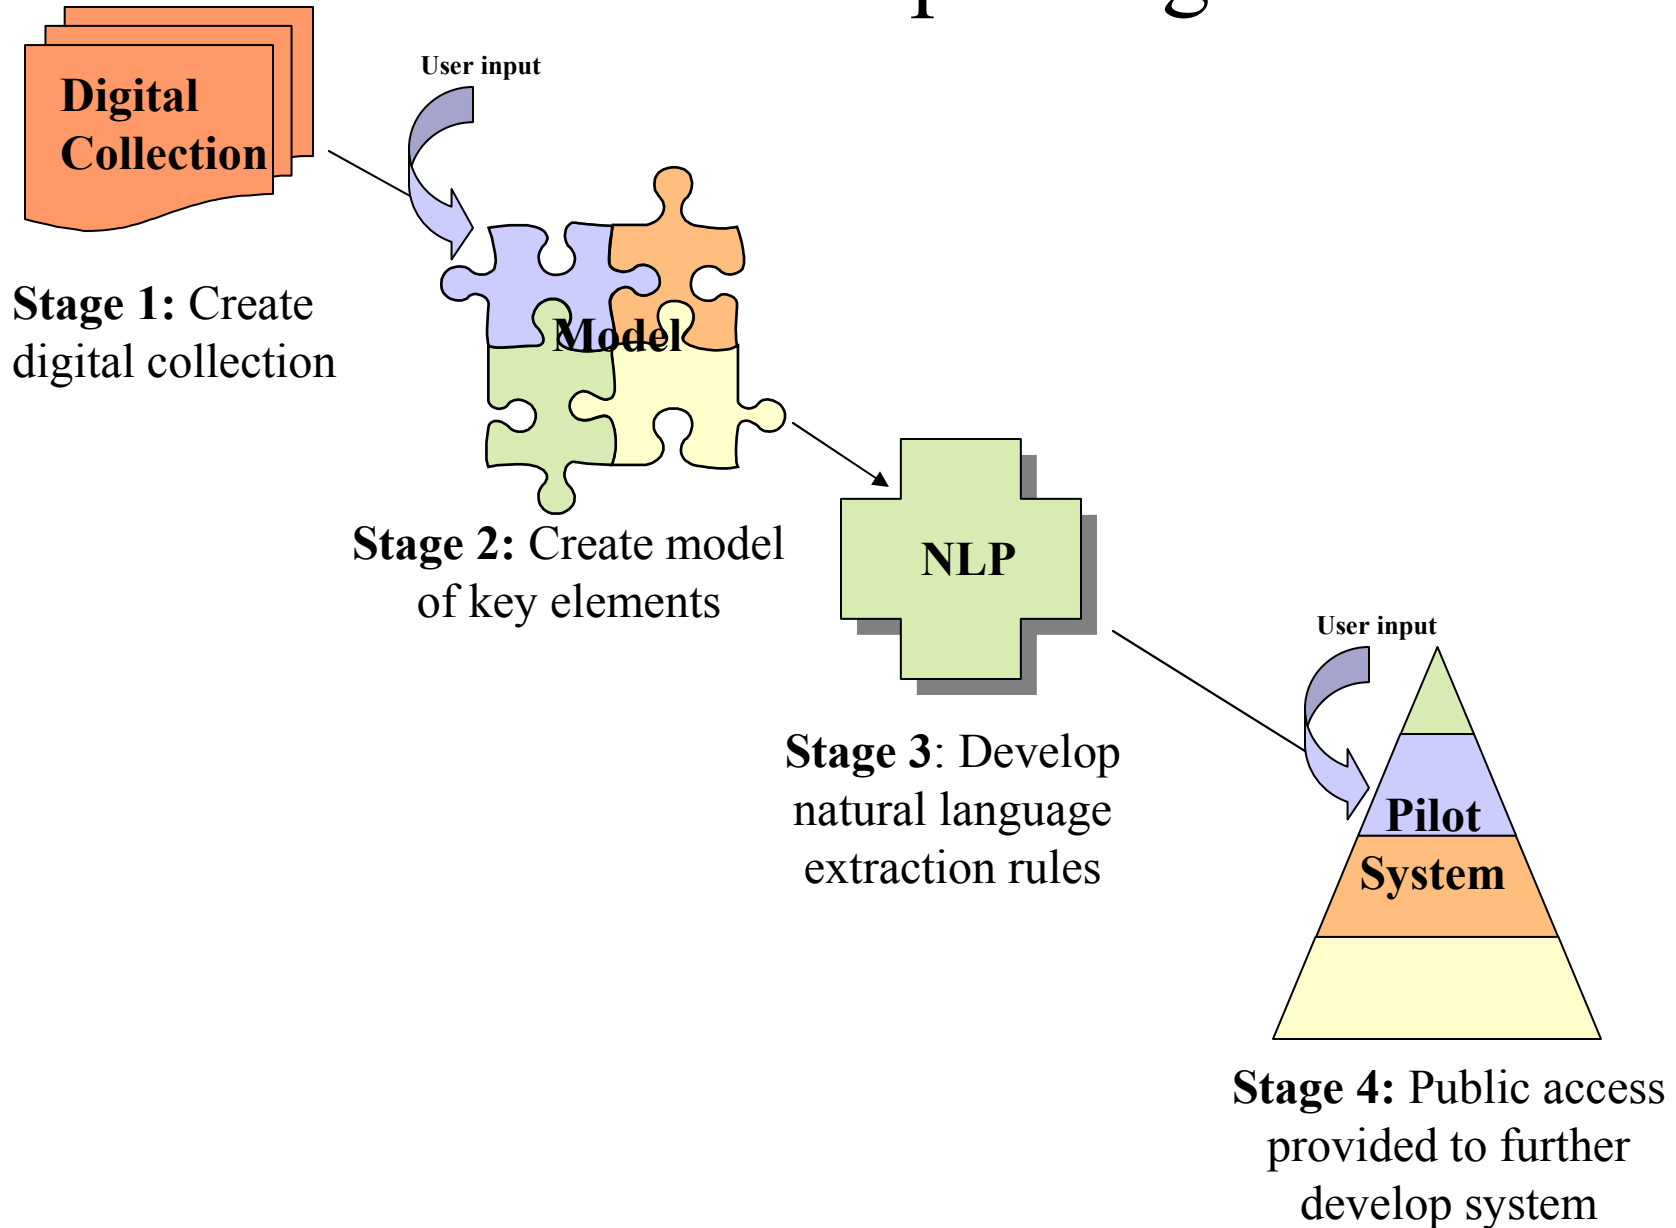 Digital
Collection
User input
Stage 1: Create
digital collection
Model
Stage 2: Create model
of key elements
NLP
Stage 3: Develop
natural language
extraction rules
User input
Pilot
System
Stage 4: Public access
provided to further
develop system